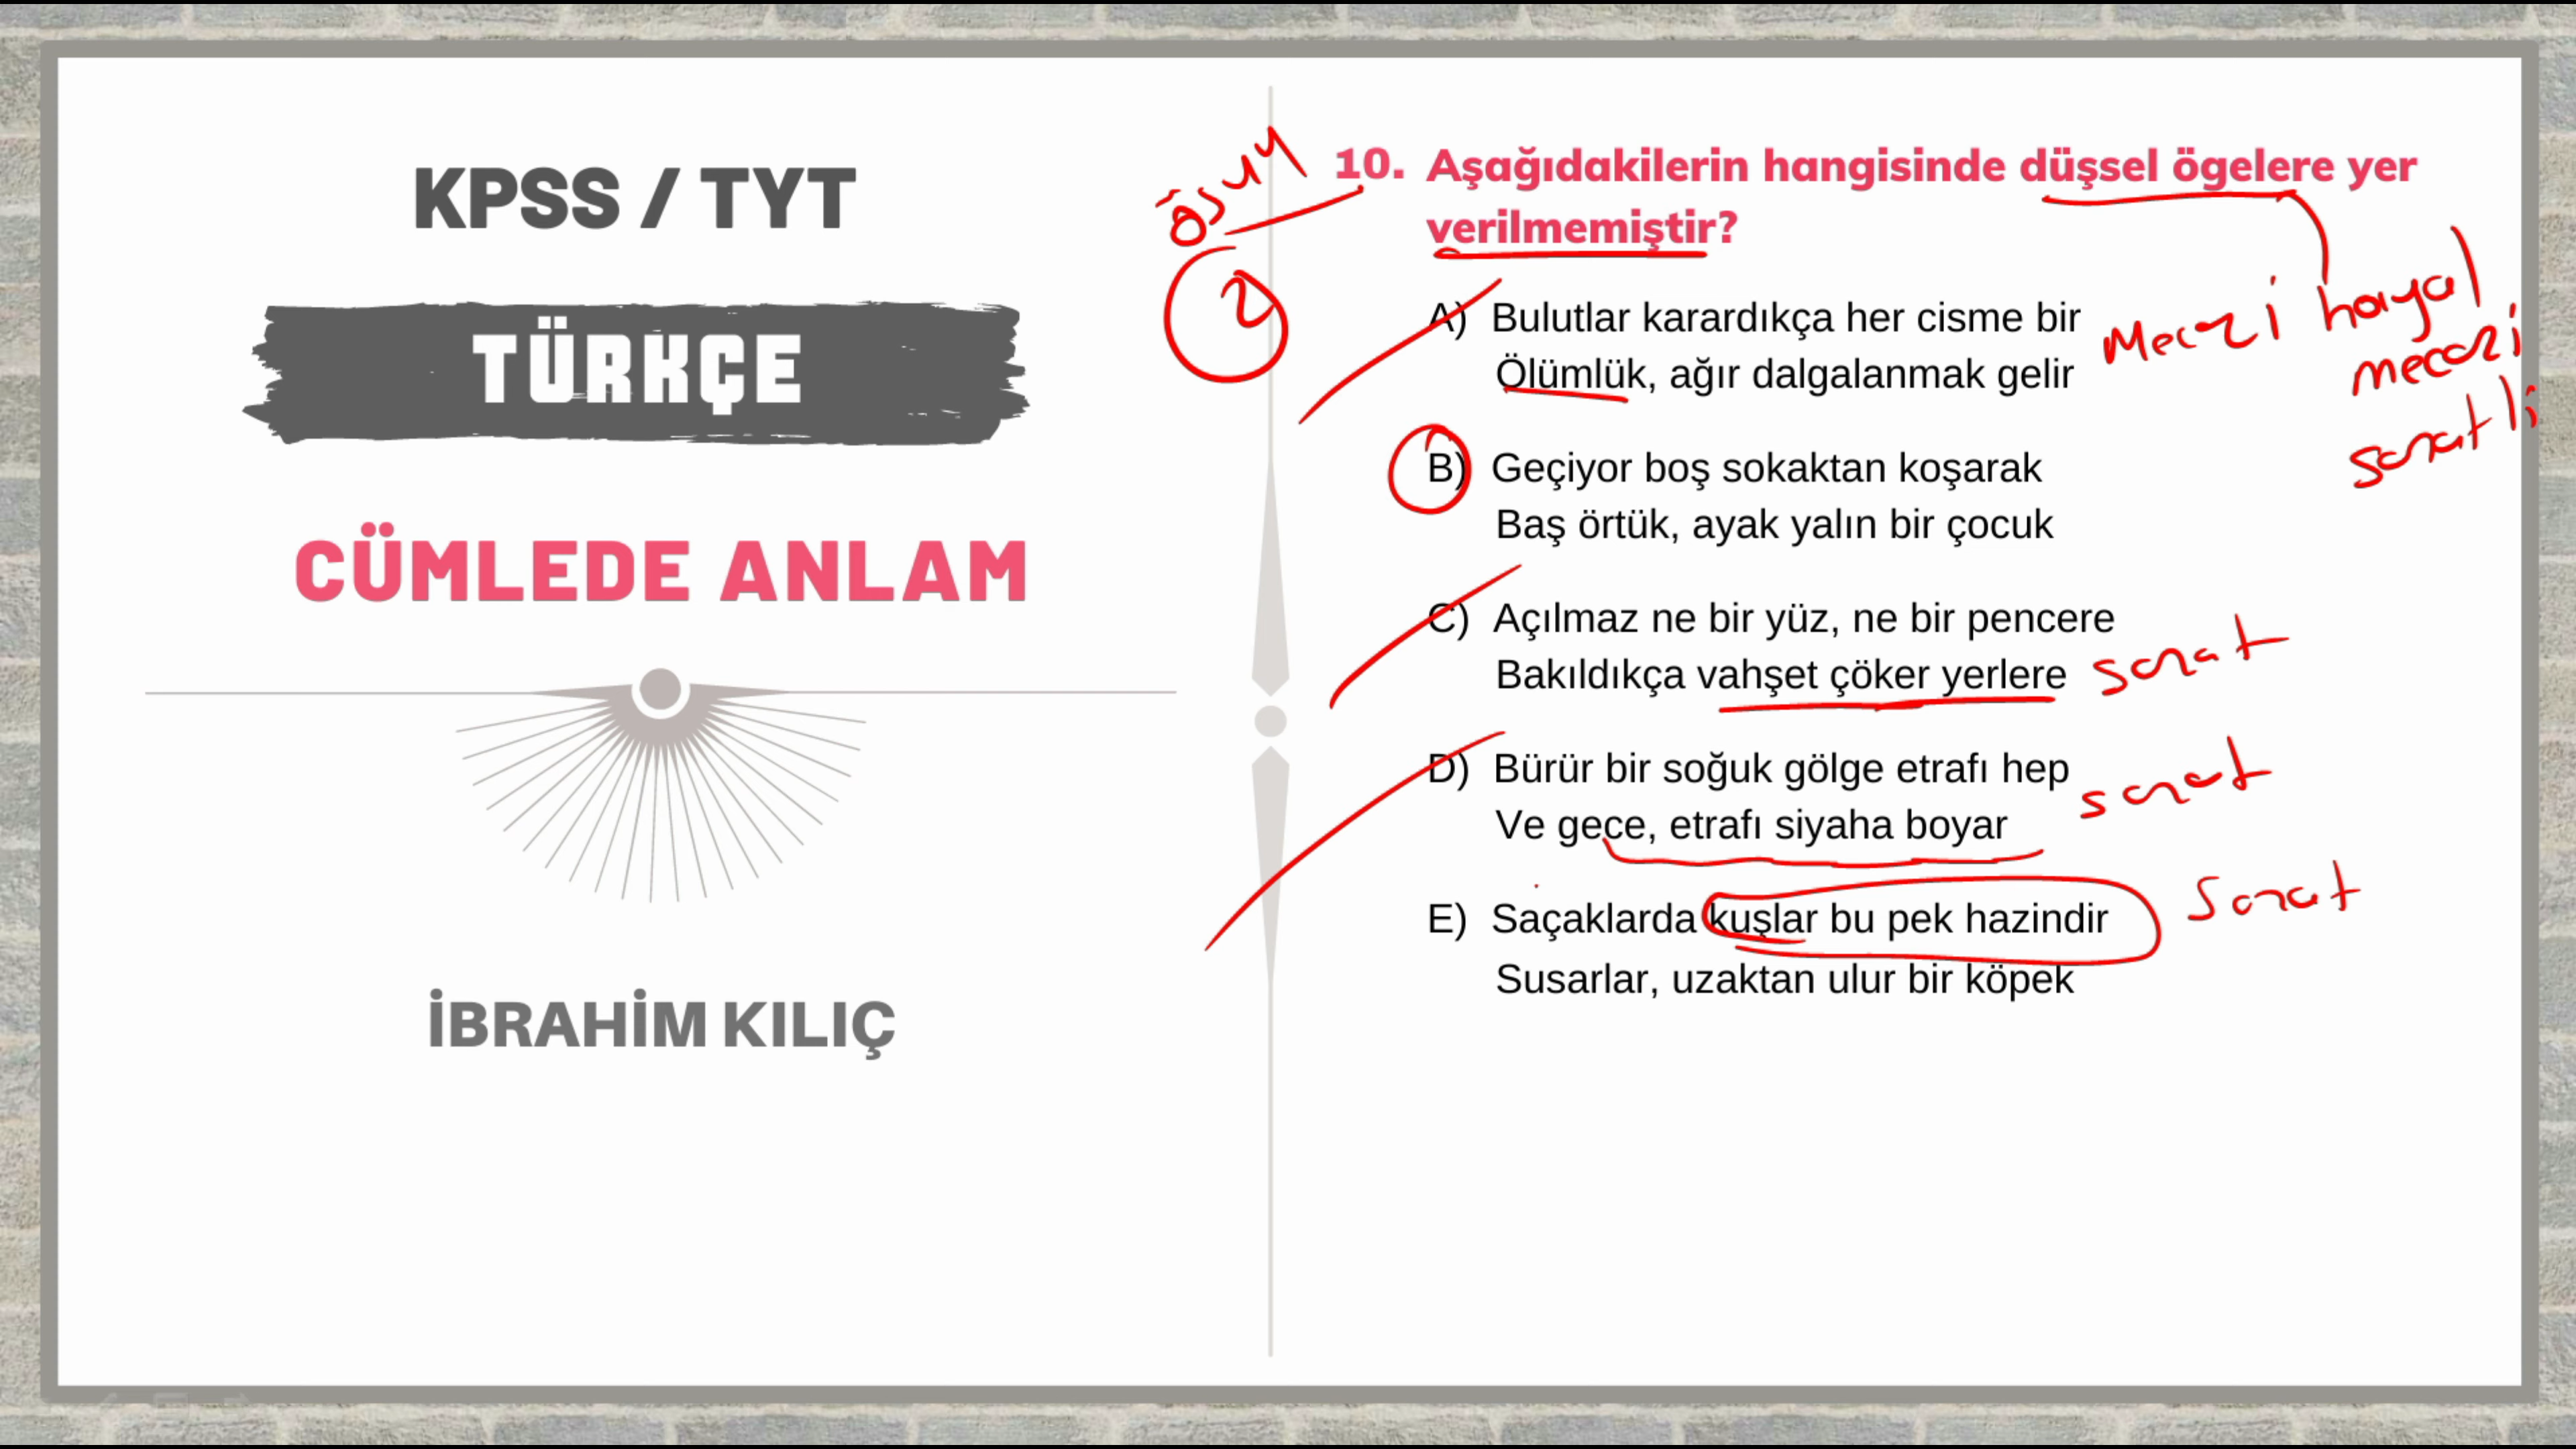 KPSS / TYT
TÜRKÇE
CÜMLEDE ANLAM
İBRAHİM KILIÇ
ösyy
2
10. Aşağıdakilerin hangisinde düşsel ögelere yer
verilmemiştir?
A) Bulutlar karardıkça her cisme bir
Ölümlük, ağır dalgalanmak gelir
Mecazi
hayal
mecazi
sanatlı
B) Geçiyor boş sokaktan koşarak
Baş örtük, ayak yalın bir çocuk
C) Açılmaz ne bir yüz, ne bir pencere
Bakıldıkça vahşet çöker yerlere
sanat
D) Bürür bir soğuk gölge etrafı hep
Ve gece, etrafı siyaha boyar
sanat
E) Saçaklarda kuşlar bu pek hazindir
Susarlar, uzaktan ulur bir köpek
Sanat